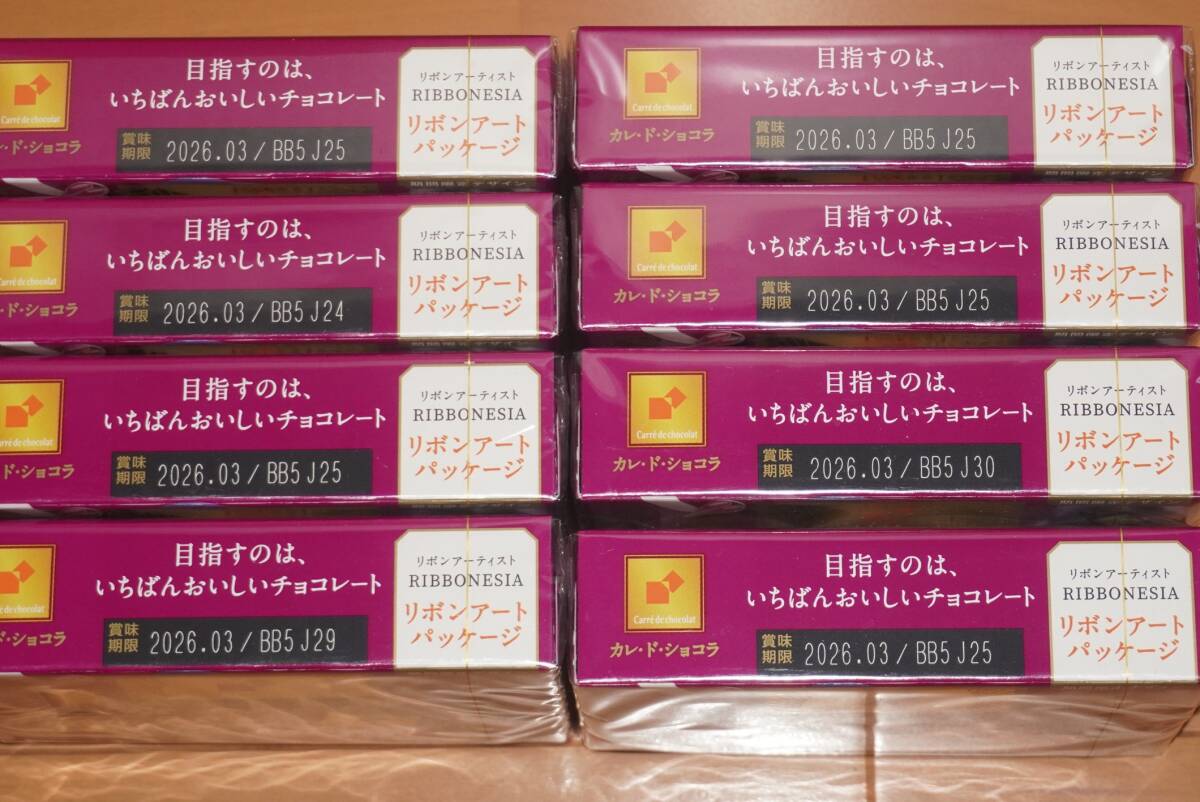 目指すのは、
いちばんおいしいチョコレート
Carré de chocolat
レ・ド・ショコラ
賞味
期限
2026.03/BB5 J25
リボンアーティスト
RIBBONESIA
リボンアート
パッケージ
目指すのは、
いちばんおいしいチョコレート
Carré de chocolat
カレ・ド・ショコラ
賞味
期限
2026.03/BB5 J25
リボンアーティスト
RIBBONESIA
リボンアート
パッケージ
目指すのは、
いちばんおいしいチョコレート
Carré de chocolat
ド・ショコラ
賞味
期限
2026.03/BB5 J24
リボンアーティスト
RIBBONESIA
リボンアート
パッケージ
目指すのは、
いちばんおいしいチョコレート
Carré de chocolat
カレ・ド・ショコラ
賞味
期限
2026.03/BB5 J25
リボンアーティスト
RIBBONESIA
リボンアート
パッケージ
目指すのは、
いちばんおいしいチョコレート
Carré de chocolat
ド・ショコラ
賞味
期限
2026.03/BB5 J25
リボンアーティスト
RIBBONESIA
リボンアート
パッケージ
目指すのは、
いちばんおいしいチョコレート
Carré de chocolat
カレ・ド・ショコラ
賞味
期限
2026.03/BB5 J30
リボンアーティスト
RIBBONESIA
リボンアート
パッケージ
目指すのは、
いちばんおいしいチョコレート
de chocolat
ド・ショコラ
賞味
期限
2026.03/BB5 J29
リボンアーティスト
RIBBONESIA
リボンアート
パッケージ
目指すのは、
いちばんおいしいチョコレート
Carré de chocolat
カレ・ド・ショコラ
賞味
期限
2026.03/BB5 J25
リボンアーティスト
RIBBONESIA
リボンアート
パッケージ